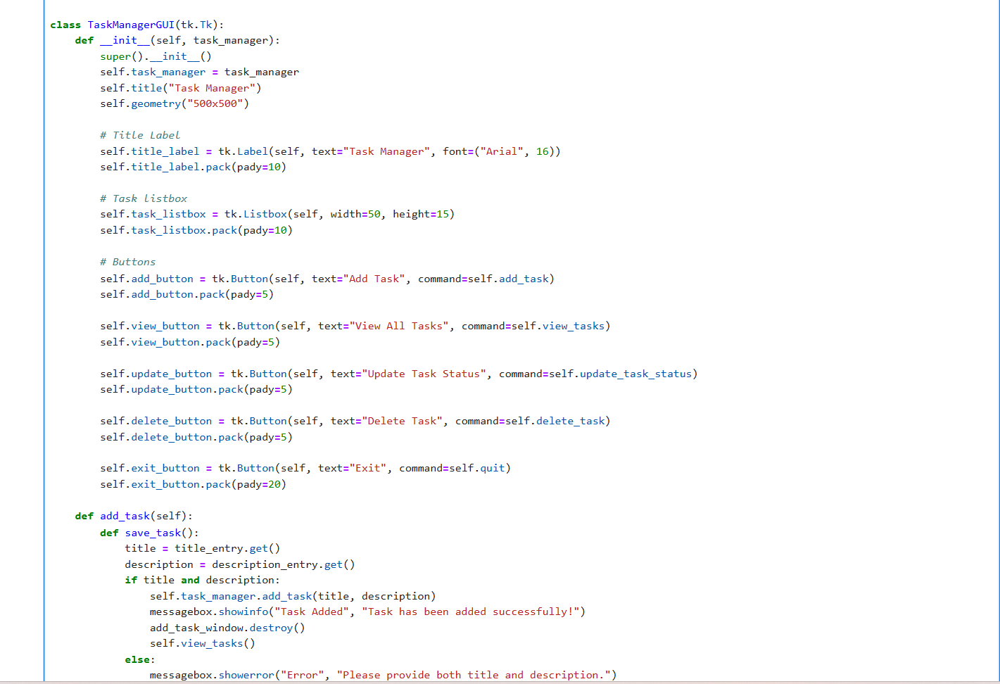 class TaskManagerGUI(tk.Tk):
    def __init__(self, task_manager):
        super().__init__()
        self.task_manager = task_manager
        self.title("Task Manager")
        self.geometry("500x500")

        # Title Label
        self.title_label = tk.Label(self, text="Task Manager", font=("Arial", 16))
        self.title_label.pack(pady=10)

        # Task listbox
        self.task_listbox = tk.Listbox(self, width=50, height=15)
        self.task_listbox.pack(pady=10)

        # Buttons
        self.add_button = tk.Button(self, text="Add Task", command=self.add_task)
        self.add_button.pack(pady=5)

        self.view_button = tk.Button(self, text="View All Tasks", command=self.view_tasks)
        self.view_button.pack(pady=5)

        self.update_button = tk.Button(self, text="Update Task Status", command=self.update_task_status)
        self.update_button.pack(pady=5)

        self.delete_button = tk.Button(self, text="Delete Task", command=self.delete_task)
        self.delete_button.pack(pady=5)

        self.exit_button = tk.Button(self, text="Exit", command=self.quit)
        self.exit_button.pack(pady=20)

    def add_task(self):
        def save_task():
            title = title_entry.get()
            description = description_entry.get()
            if title and description:
                self.task_manager.add_task(title, description)
                messagebox.showinfo("Task Added", "Task has been added successfully!")
                add_task_window.destroy()
                self.view_tasks()
            else:
                messagebox.showerror("Error", "Please provide both title and description.")